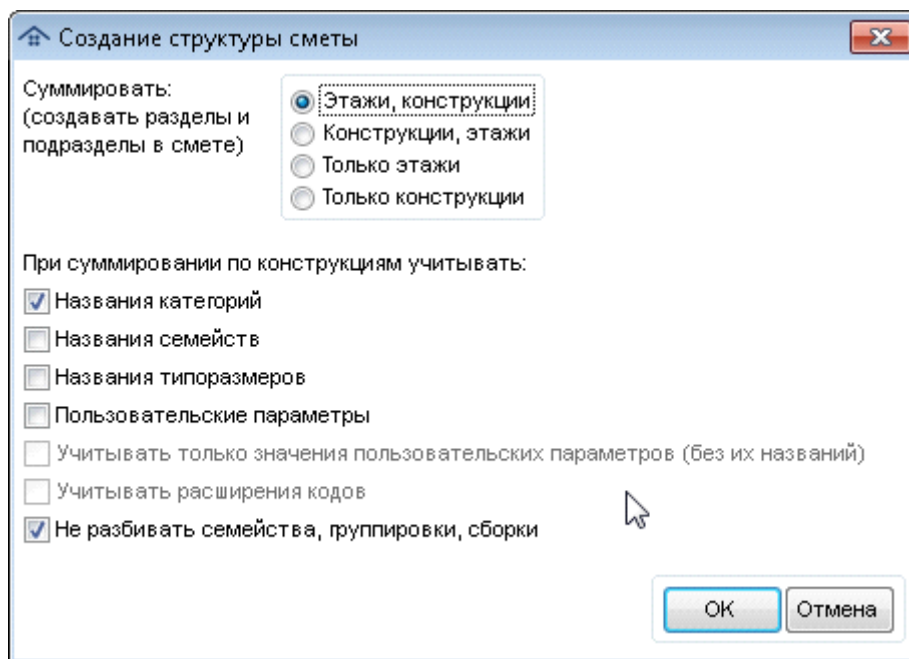 Создание структуры сметы
Суммировать:
(создавать разделы и
подразделы в смете)
Этажи, конструкции
Конструкции, этажи
Только этажи
Только конструкции
При суммировании по конструкциям учитывать:
Названия категорий
Названия семейств
Названия типоразмеров
Пользовательские параметры
Учитывать только значения пользовательских параметров (без их названий)
Учитывать расширения кодов
Не разбивать семейства, группировки, сборки
ОК
Отмена